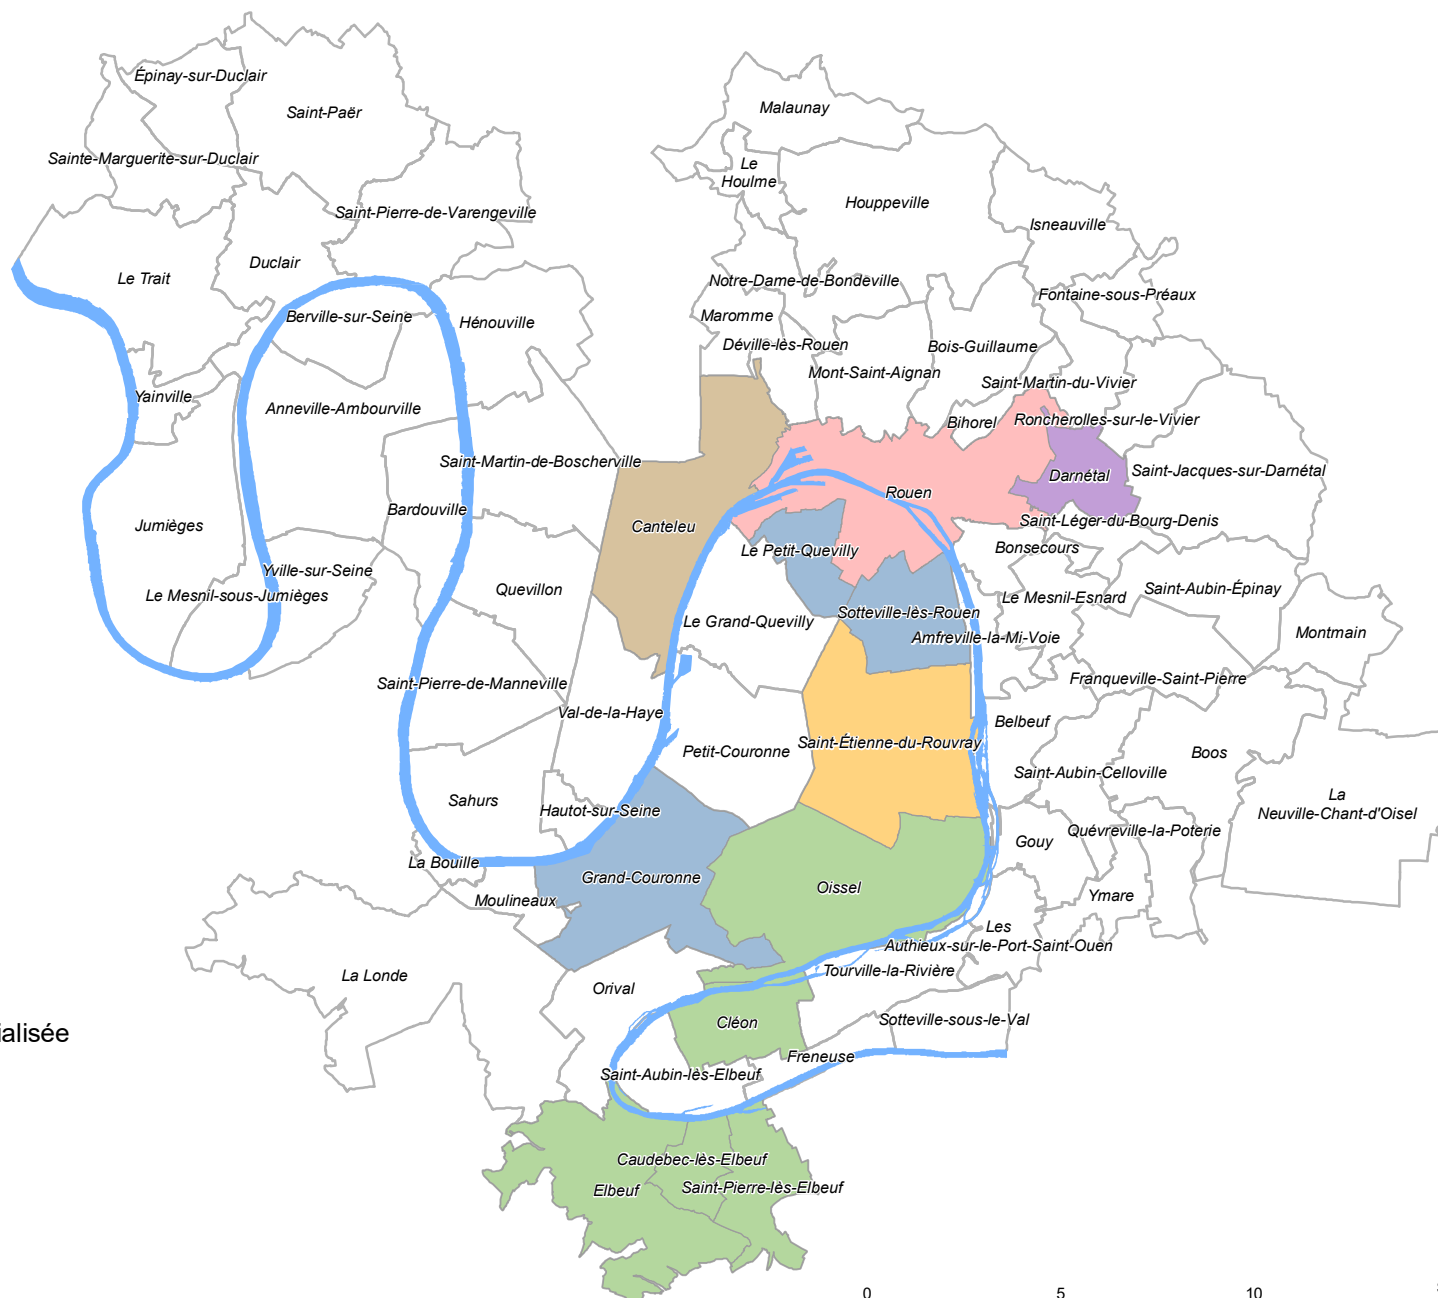 Épinay-sur-Duclair
Saint-Paër
Malaunay
Sainte-Marguerite-sur-Duclair
Le
Houlme
Houppeville
Saint-Pierre-de-Varengeville
Isneauville
Duclair
Le Trait
Notre-Dame-de-Bondeville
Fontaine-sous-Préaux
Berville-sur-Seine
Hénouville
Maromme
Déville-lès-Rouen
Bois-Guillaume
Mont-Saint-Aignan
Saint-Martin-du-Vivier
Yainville
Anneville-Ambourville
Bihorel
Roncherolles-sur-le-Vivier
Saint-Martin-de-Boscherville
Saint-Jacques-sur-Darnétal
Darnétal
Rouen
Bardouville
Jumièges
Canteleu
Saint-Léger-du-Bourg-Denis
Le Petit-Quevilly
Bonsecours
Yville-sur-Seine
Quevillon
Saint-Aubin-Épinay
Le Mesnil-sous-Jumièges
Le Mesnil-Esnard
Sotteville-lès-Rouen
Le Grand-Quevilly
Amfreville-la-Mi-Voie
Montmain
Franqueville-Saint-Pierre
Saint-Pierre-de-Manneville
Val-de-la-Haye
Belbeuf
Saint-Étienne-du-Rouvray
Petit-Couronne
Boos
Saint-Aubin-Celloville
Sahurs
Hautot-sur-Seine
La
Neuville-Chant-d'Oisel
Quévreville-la-Poterie
Gouy
La Bouille
Grand-Couronne
Oissel
Ymare
Moulineaux
Les
Authieux-sur-le-Port-Saint-Ouen
Tourville-la-Rivière
La Londe
Orival
Cléon
Sotteville-sous-le-Val
alisée
Freneuse
Saint-Aubin-lès-Elbeuf
Caudebec-lès-Elbeuf
Elbeuf
Saint-Pierre-lès-Elbeuf
0 5 10